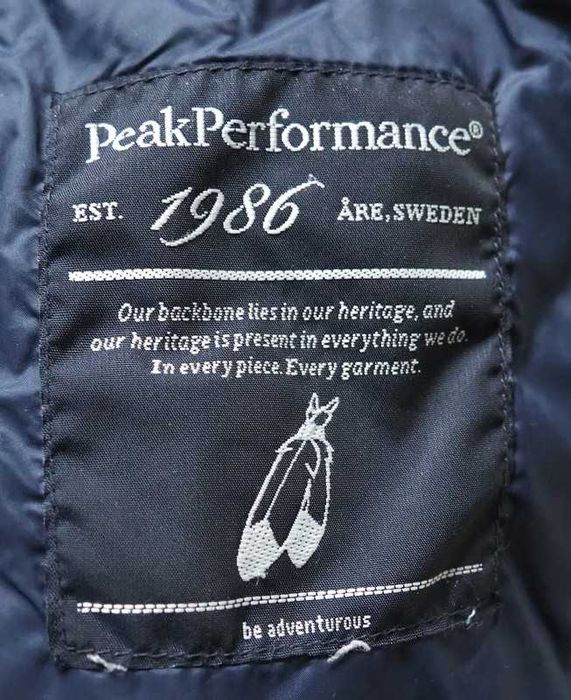 PeakPerformance®
EST. 1986 ÅRE, SWEDEN
Our backbone lies in our heritage, and
our heritage is present in everything we do.
In every piece. Every garment.
be adventurous